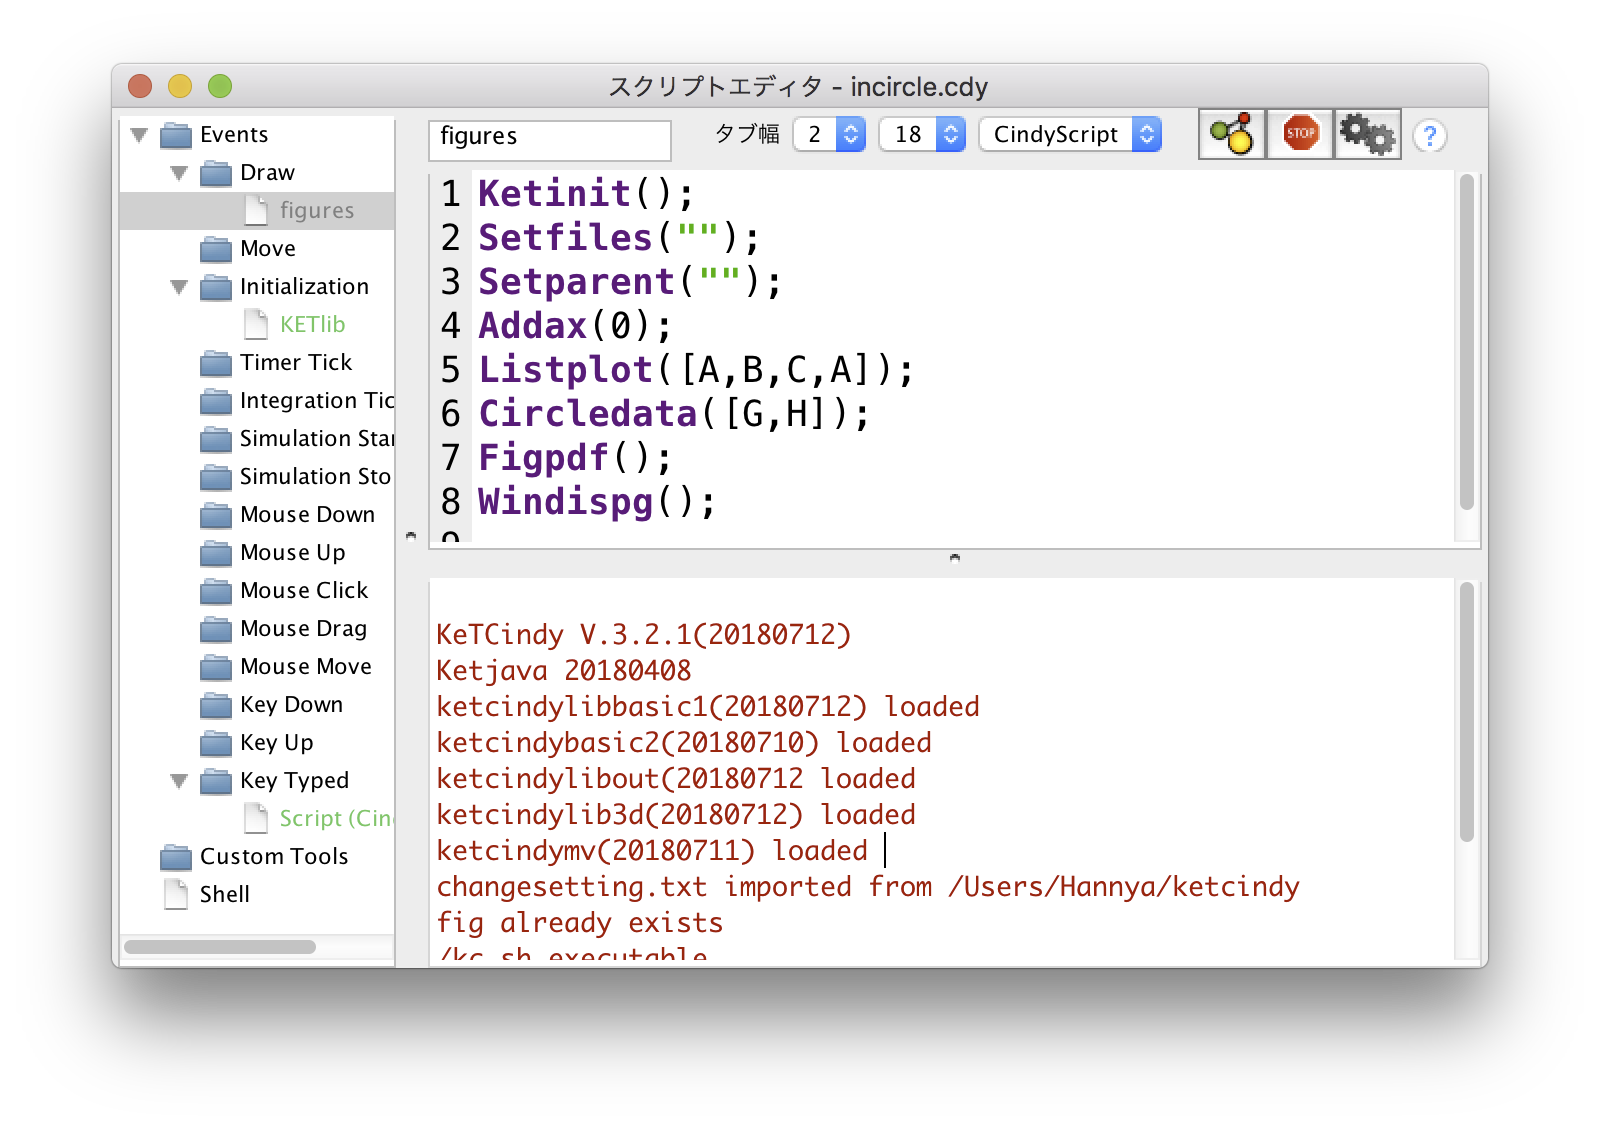 スクリプトエディタ - incircle.cdy
Events
Draw
figures
Move
Initialization
KETlib
Timer Tick
Integration Tic
Simulation Star
Simulation Sto
Mouse Down
Mouse Up
Mouse Click
Mouse Drag
Mouse Move
Key Down
Key Up
Key Typed
Script (Cin
Custom Tools
Shell
figures タブ幅 2 18 CindyScript STOP ?
1 Ketinit();
2 Setfiles("");
3 Setparent("");
4 Addax(0);
5 Listplot([A,B,C,A]);
6 Circledata([G,H]);
7 Figpdf();
8 Windispg();
9
KeTCindy V.3.2.1(20180712)
Ketjava 20180408
ketcindylibbasic1(20180712) loaded
ketcindybasic2(20180710) loaded
ketcindylibout(20180712 loaded
ketcindylib3d(20180712) loaded
ketcindymv(20180711) loaded
changesetting.txt imported from /Users/Hannya/ketcindy
fig already exists
/kc.sh executable